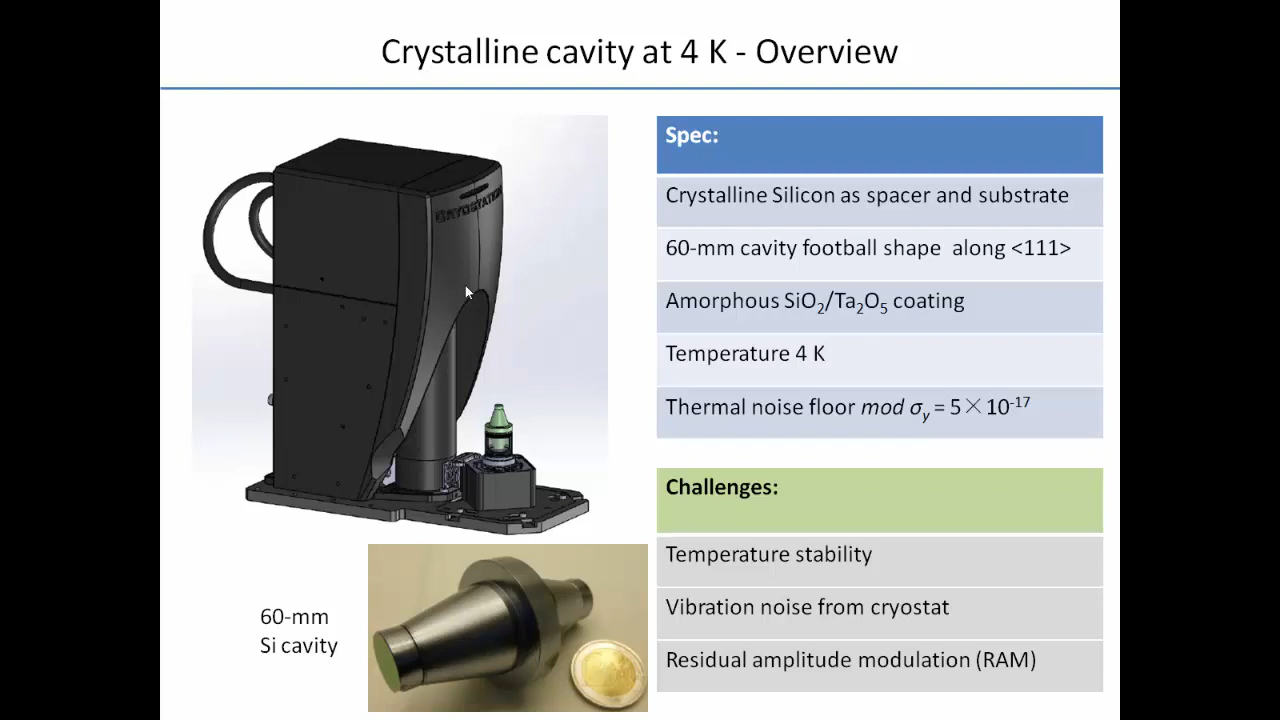 Crystalline cavity at 4 K - Overview
CRYOSTATION
Spec:
Crystalline Silicon as spacer and substrate
60-mm cavity football shape  along <111>
Amorphous SiO₂/Ta₂O₅ coating
Temperature 4 K
Thermal noise floor mod σ_y = 5×10⁻¹⁷
Challenges:
Temperature stability
Vibration noise from cryostat
Residual amplitude modulation (RAM)
60-mm
Si cavity